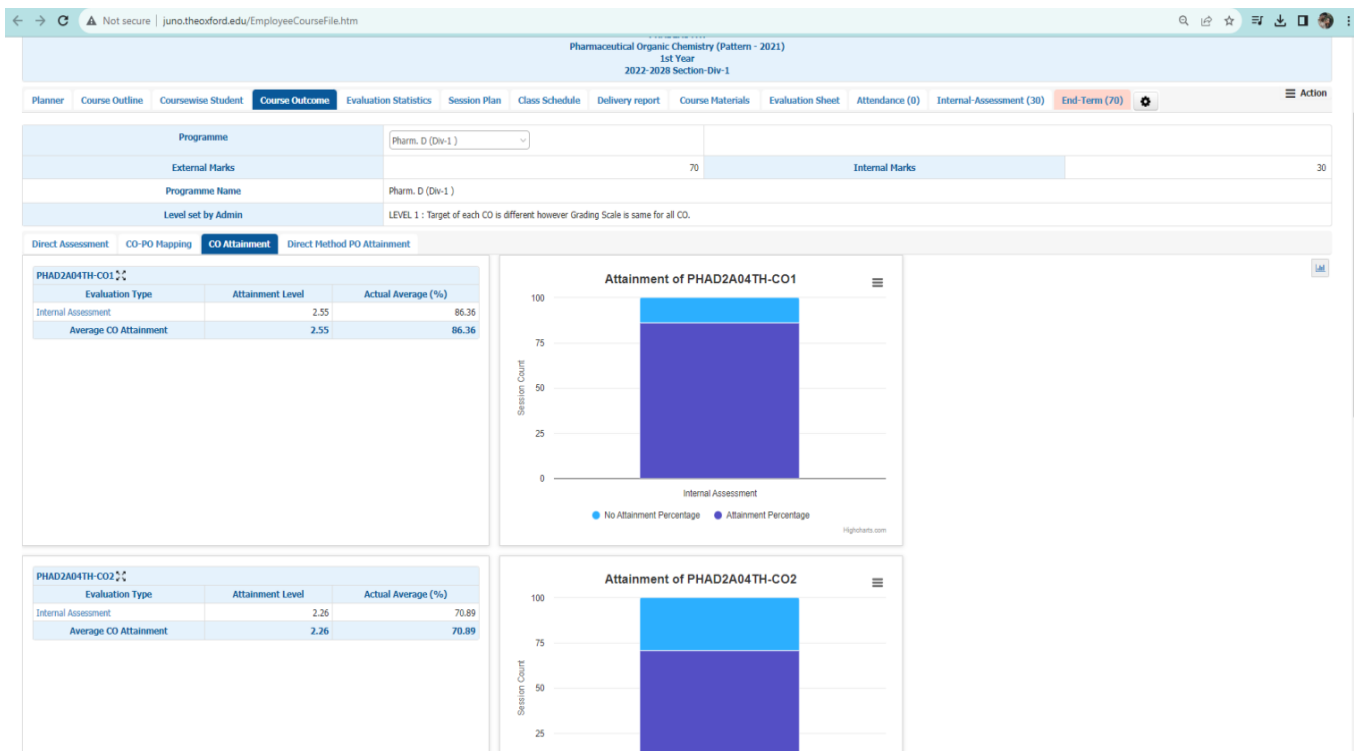 Not secure | juno.theoxford.edu/EmployeeCourseFile.htm
Pharmaceutical Organic Chemistry (Pattern - 2021)
1st Year
2022-2028 Section-Div-1
Planner Course Outline Coursewise Student Course Outcome Evaluation Statistics Session Plan Class Schedule Delivery report Course Materials Evaluation Sheet Attendance (0) Internal-Assessment (30) End-Term (70) Action
Programme Pharm. D (Div-1 )
External Marks 70 Internal Marks 30
Programme Name Pharm. D (Div-1 )
Level set by Admin LEVEL 1 : Target of each CO is different however Grading Scale is same for all CO.
Direct Assessment CO-PO Mapping CO Attainment Direct Method PO Attainment
PHAD2A04TH-CO1
Evaluation Type Attainment Level Actual Average (%)
Internal Assessment 2.55 86.36
Average CO Attainment 2.55 86.36
Attainment of PHAD2A04TH-CO1
100
75
50
25
0
Session Count
Internal Assessment
No Attainment Percentage Attainment Percentage
Highcharts.com
PHAD2A04TH-CO2
Evaluation Type Attainment Level Actual Average (%)
Internal Assessment 2.26 70.89
Average CO Attainment 2.26 70.89
Attainment of PHAD2A04TH-CO2
100
75
50
25
Session Count